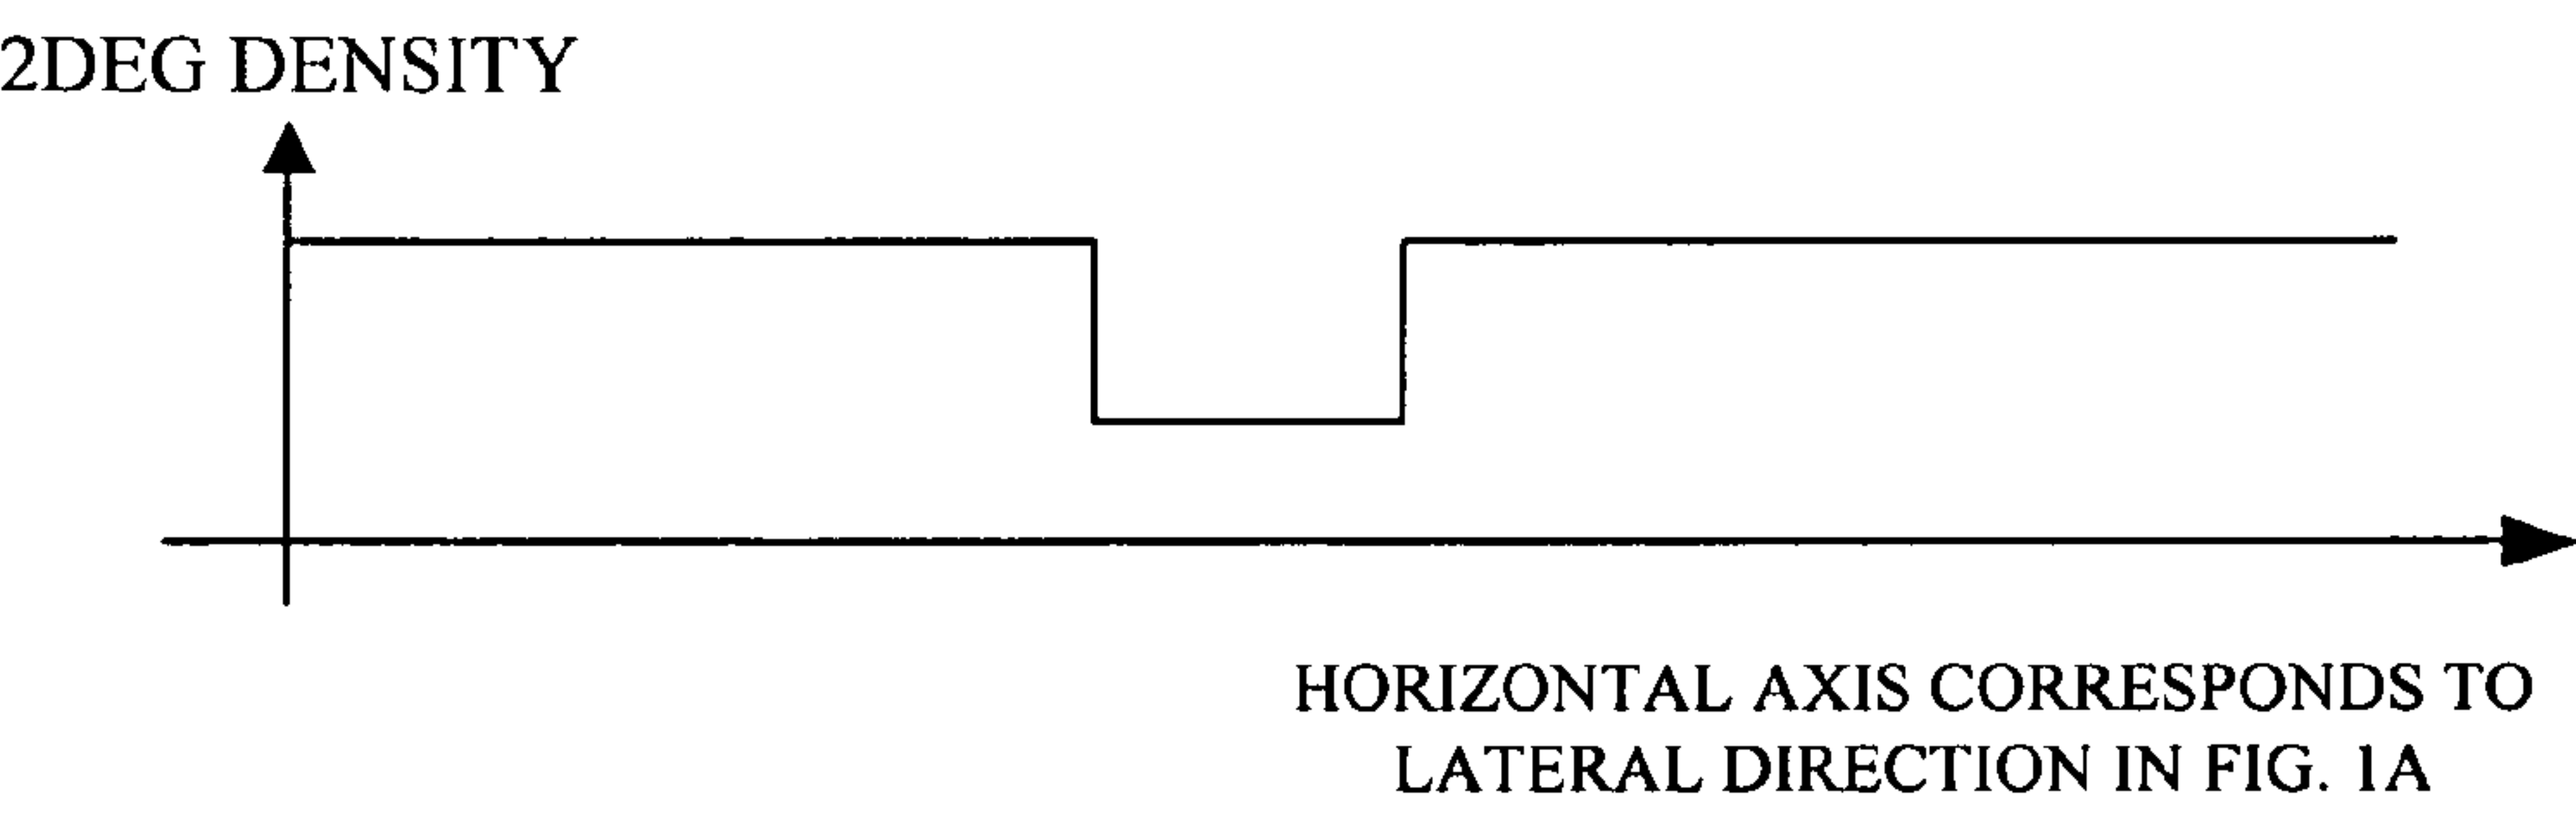 2DEG DENSITY
HORIZONTAL AXIS CORRESPONDS TO
LATERAL DIRECTION IN FIG. 1A